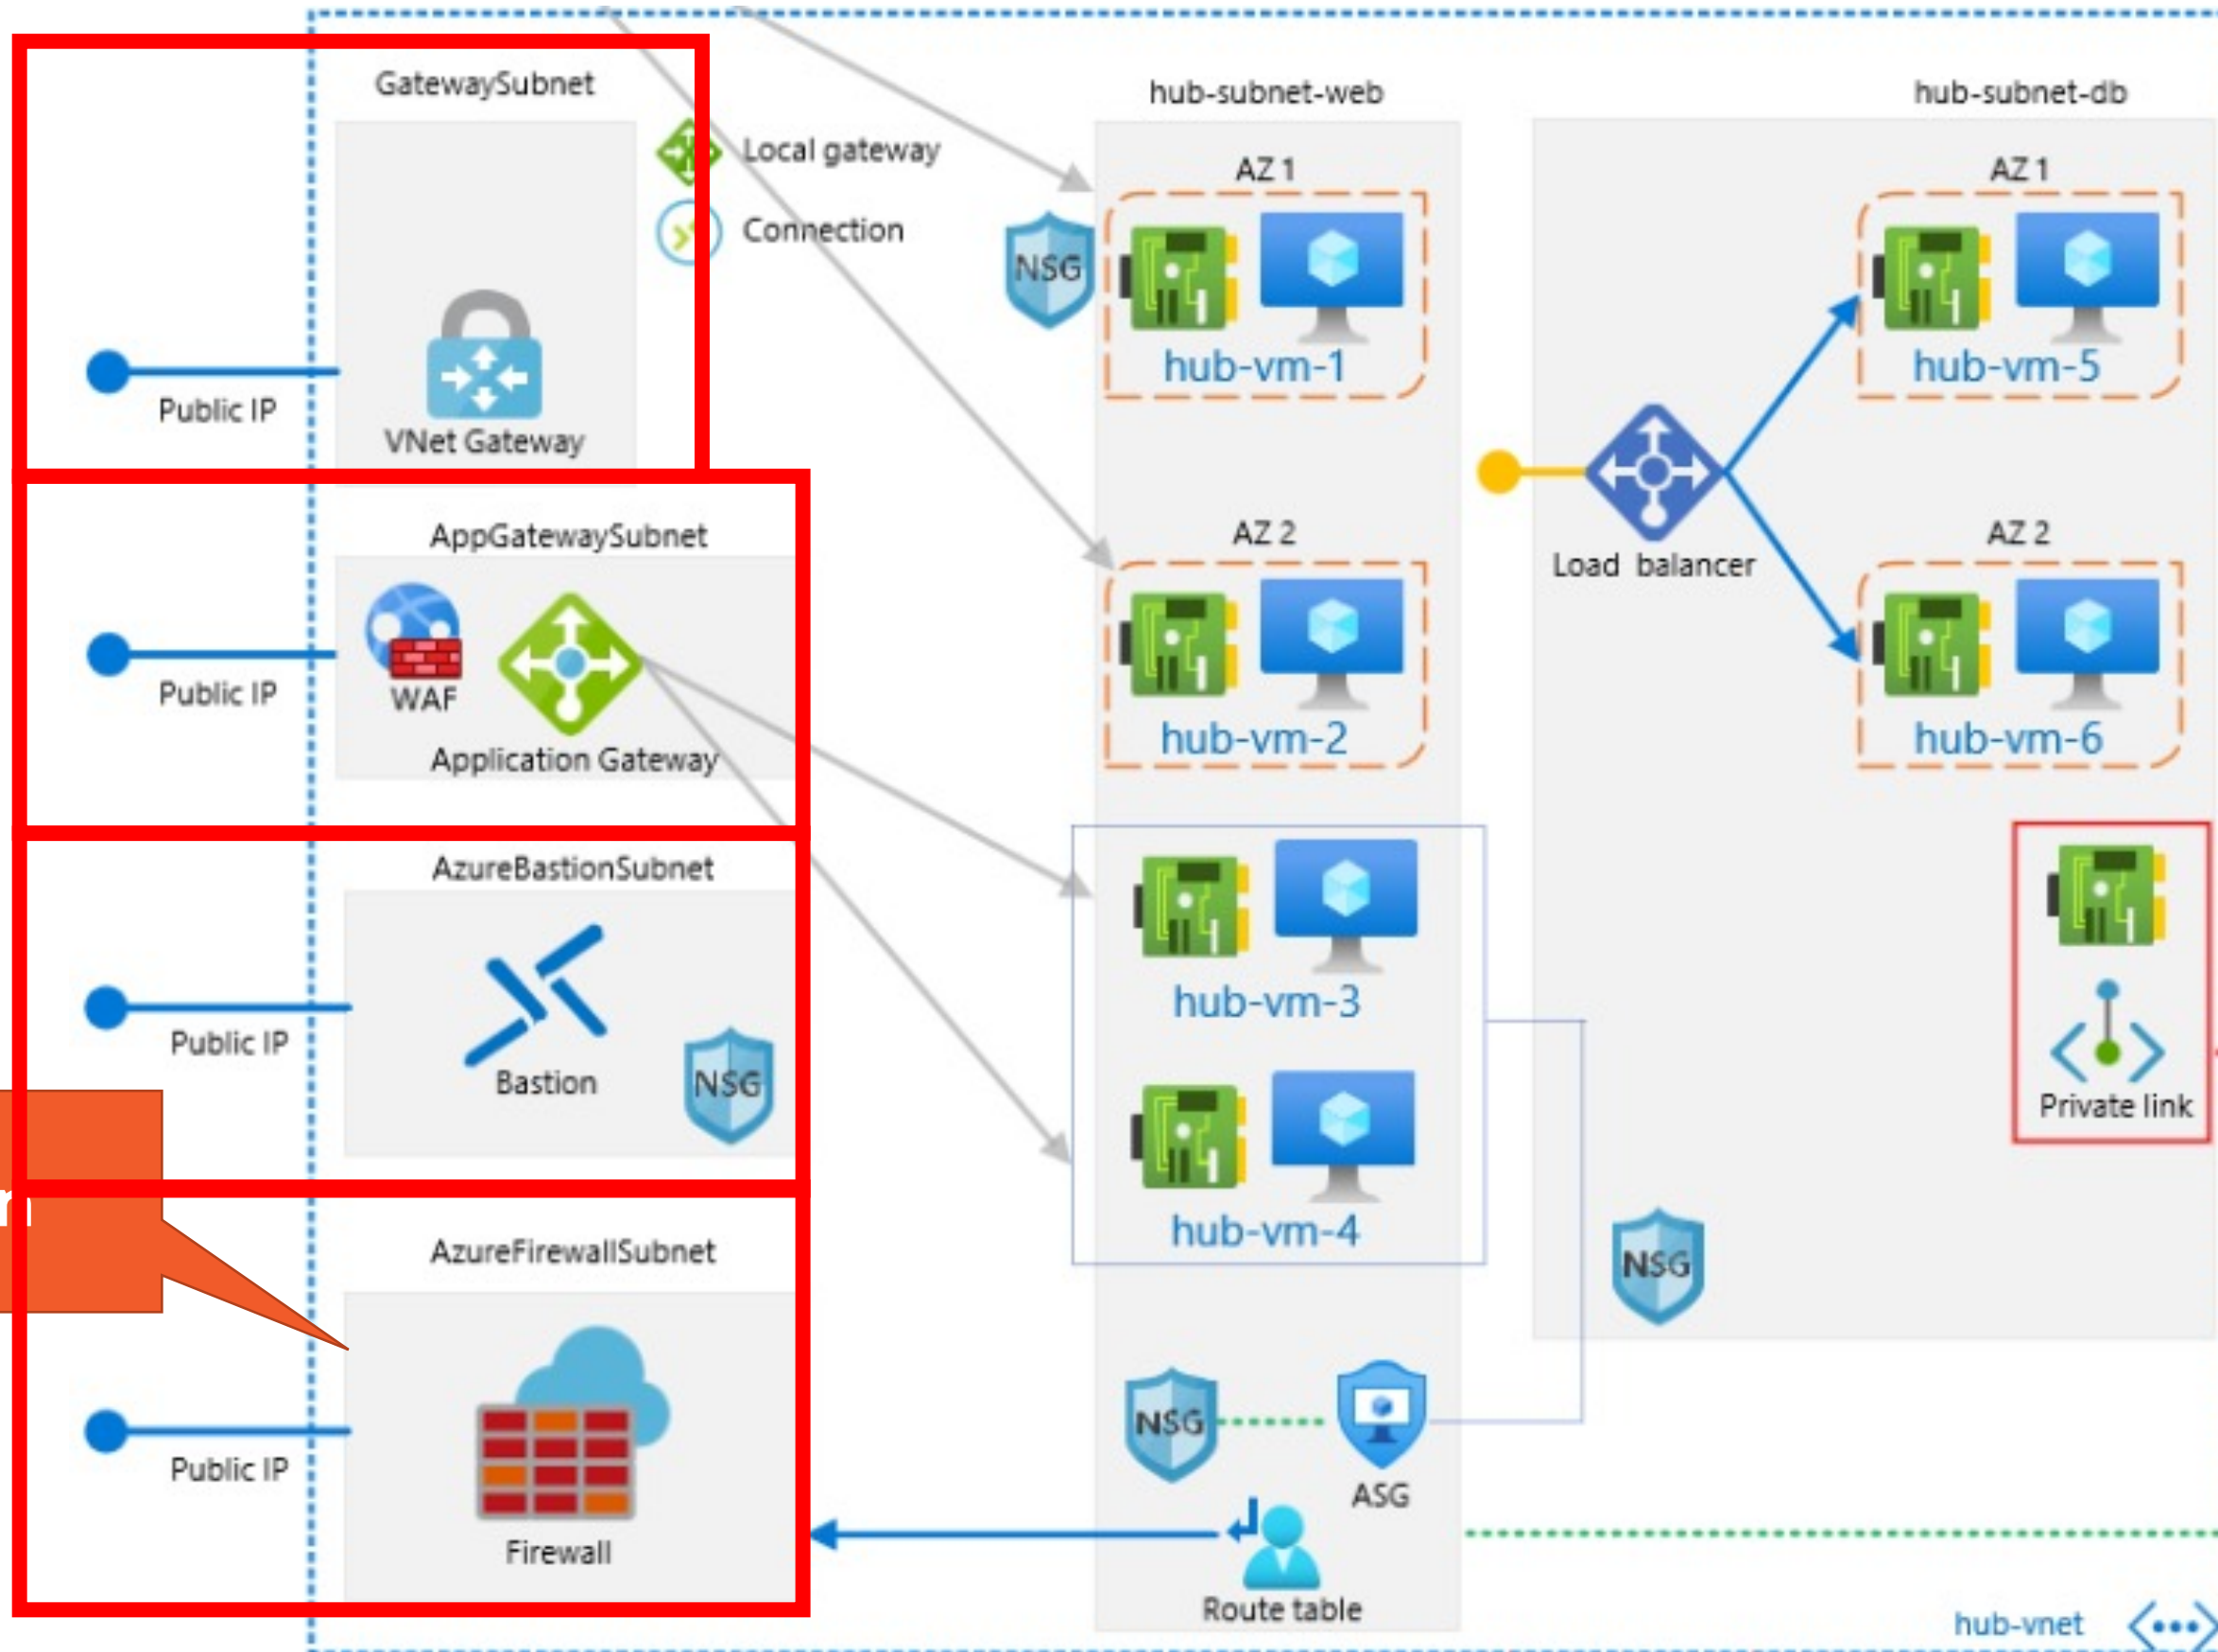 GatewaySubnet
Local gateway
Connection
VNet Gateway
Public IP
AppGatewaySubnet
WAF
Application Gateway
Public IP
AzureBastionSubnet
Bastion
NSG
Public IP
AzureFirewallSubnet
Firewall
Public IP
hub-subnet-web
AZ 1
NSG
hub-vm-1
AZ 2
hub-vm-2
hub-vm-3
hub-vm-4
NSG
ASG
Route table
hub-subnet-db
AZ 1
hub-vm-5
Load balancer
AZ 2
hub-vm-6
Private link
NSG
hub-vnet